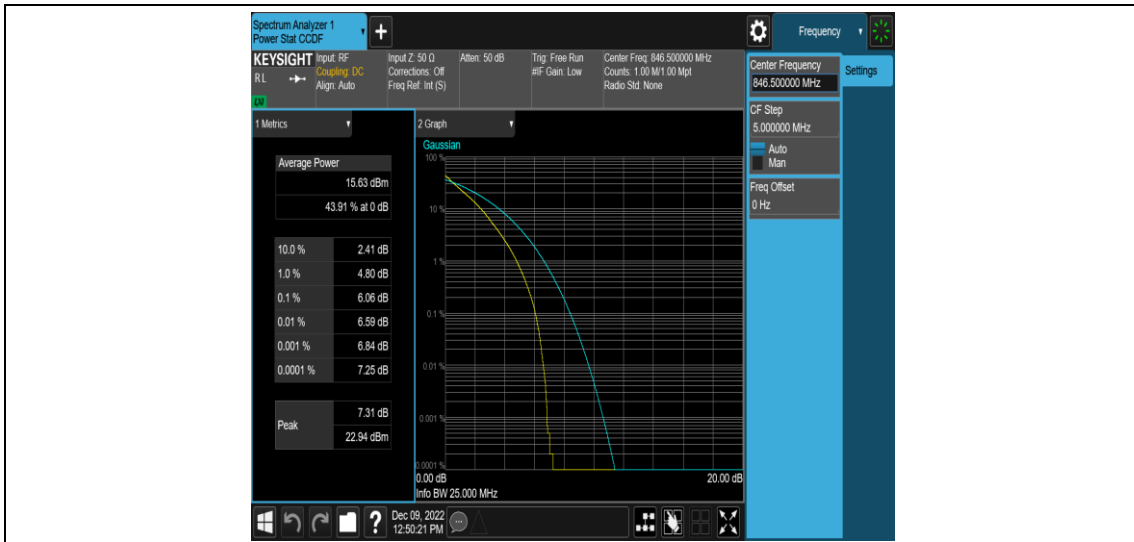 Spectrum Analyzer 1
Power Stat CCDF
+
Frequency
KEYSIGHT
RL
LXI
Input: RF
Coupling: DC
Align: Auto
Input Z: 50 Ω
Corrections: Off
Freq Ref: Int (S)
Atten: 50 dB
Trig: Free Run
#IF Gain: Low
Center Freq: 846.500000 MHz
Counts: 1.00 M/1.00 Mpt
Radio Std: None
Center Frequency
846.500000 MHz
Settings
CF Step
5.000000 MHz
Auto
Man
Freq Offset
0 Hz
1 Metrics
Average Power
15.63 dBm
43.91 % at 0 dB
10.0 % 2.41 dB
1.0 % 4.80 dB
0.1 % 6.06 dB
0.01 % 6.59 dB
0.001 % 6.84 dB
0.0001 % 7.25 dB
Peak
7.31 dB
22.94 dBm
2 Graph
Gaussian
100 %
10 %
1 %
0.1 %
0.01 %
0.001 %
0.0001 %
0.00 dB 20.00 dB
Info BW 25.000 MHz
?
Dec 09, 2022
12:50:21 PM